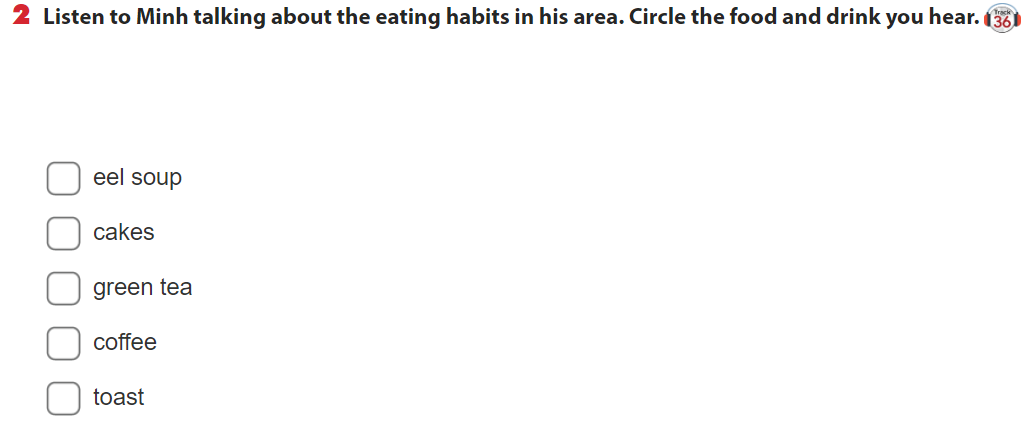 2 Listen to Minh talking about the eating habits in his area. Circle the food and drink you hear. Track 36
eel soup
cakes
green tea
coffee
toast